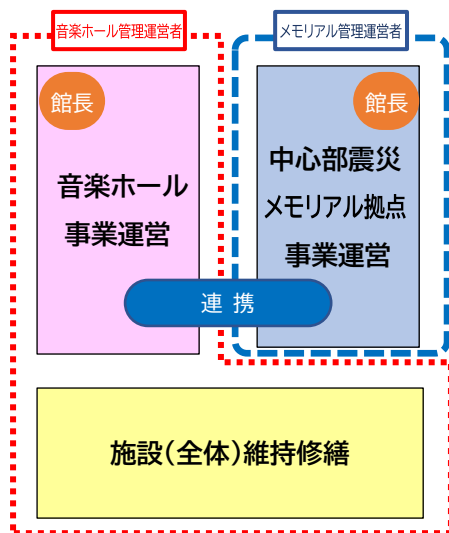 音楽ホール管理運営者
メモリアル管理運営者
館長
館長
音楽ホール
事業運営
中心部震災
メモリアル拠点
事業運営
連携
施設(全体)維持修繕